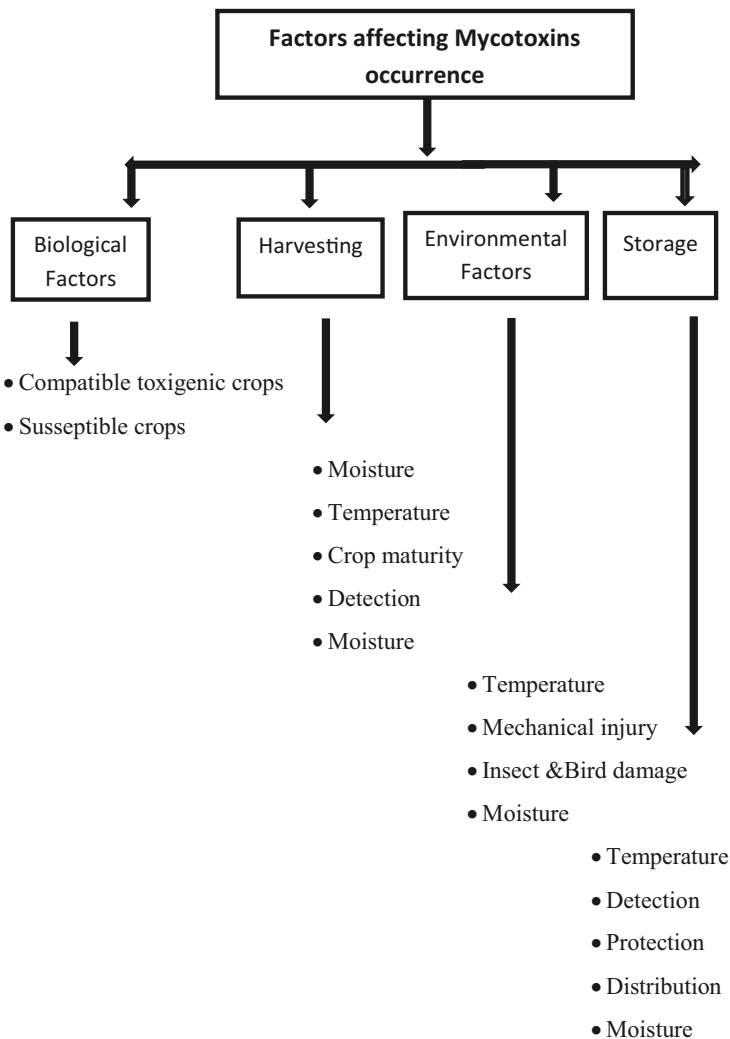 Factors affecting Mycotoxins
occurrence
Biological
Factors
Harvesting
Environmental
Factors
Storage
• Compatible toxigenic crops
• Susseptible crops
• Moisture
• Temperature
• Crop maturity
• Detection
• Moisture
• Temperature
• Mechanical injury
• Insect &Bird damage
• Moisture
• Temperature
• Detection
• Protection
• Distribution
• Moisture